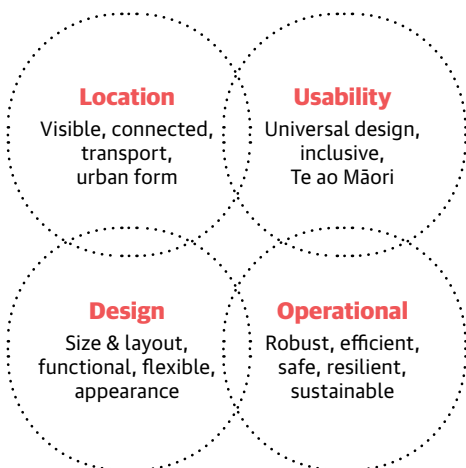 Location
Visible, connected,
transport,
urban form
Usability
Universal design,
inclusive,
Te ao Māori
Design
Size & layout,
functional, flexible,
appearance
Operational
Robust, efficient,
safe, resilient,
sustainable